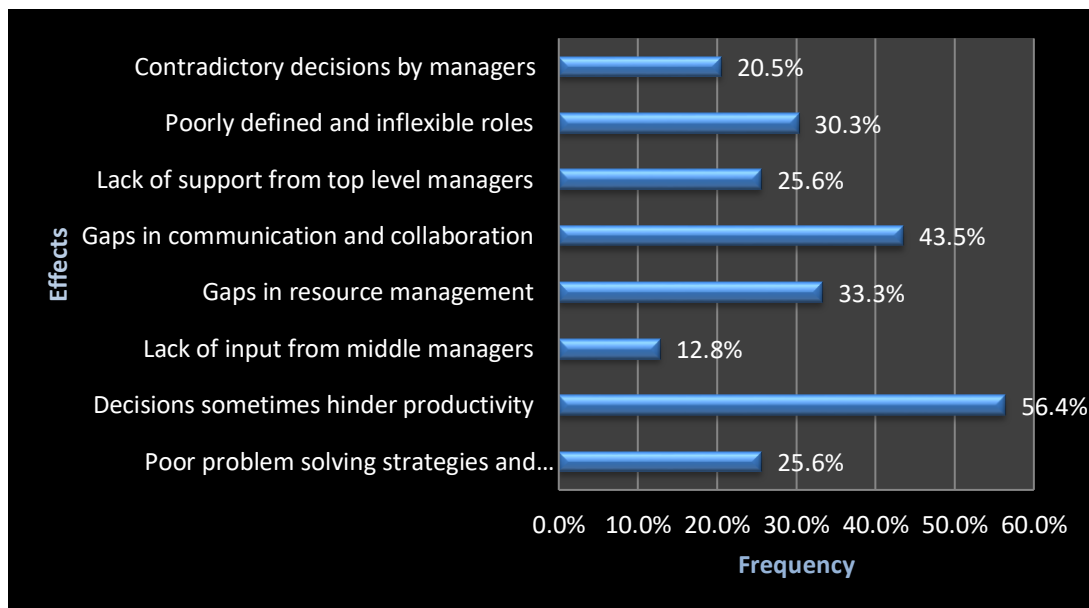 Contradictory decisions by managers
20.5%
Poorly defined and inflexible roles
30.3%
Lack of support from top level managers
25.6%
Gaps in communication and collaboration
43.5%
Gaps in resource management
33.3%
Lack of input from middle managers
12.8%
Decisions sometimes hinder productivity
56.4%
Poor problem solving strategies and...
25.6%
Effects
0.0% 10.0% 20.0% 30.0% 40.0% 50.0% 60.0%
Frequency